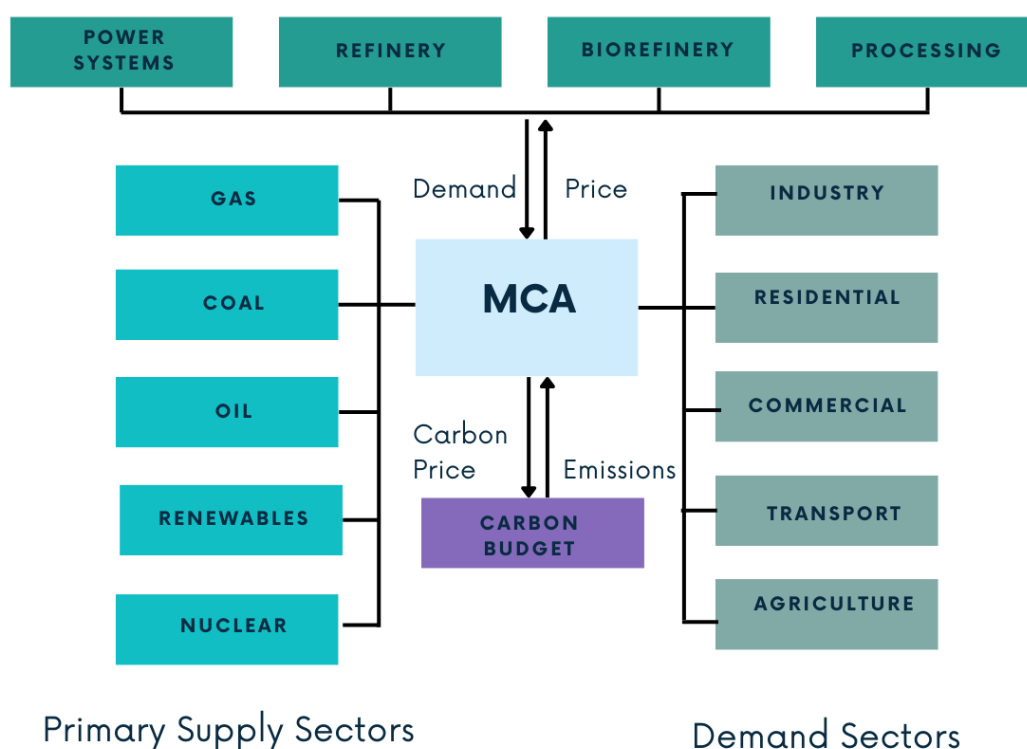 POWER
SYSTEMS
REFINERY
BIOREFINERY
PROCESSING
Demand
Price
GAS
COAL
OIL
RENEWABLES
NUCLEAR
MCA
Carbon
Price
Emissions
CARBON
BUDGET
INDUSTRY
RESIDENTIAL
COMMERCIAL
TRANSPORT
AGRICULTURE
Primary Supply Sectors
Demand Sectors